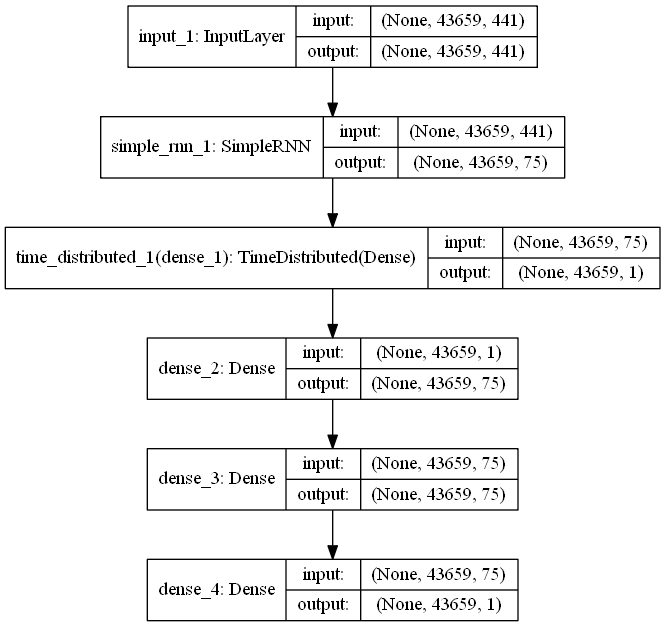 input_1: InputLayer
input: (None, 43659, 441)
output: (None, 43659, 441)
simple_rnn_1: SimpleRNN
input: (None, 43659, 441)
output: (None, 43659, 75)
time_distributed_1(dense_1): TimeDistributed(Dense)
input: (None, 43659, 75)
output: (None, 43659, 1)
dense_2: Dense
input: (None, 43659, 1)
output: (None, 43659, 75)
dense_3: Dense
input: (None, 43659, 75)
output: (None, 43659, 75)
dense_4: Dense
input: (None, 43659, 75)
output: (None, 43659, 1)